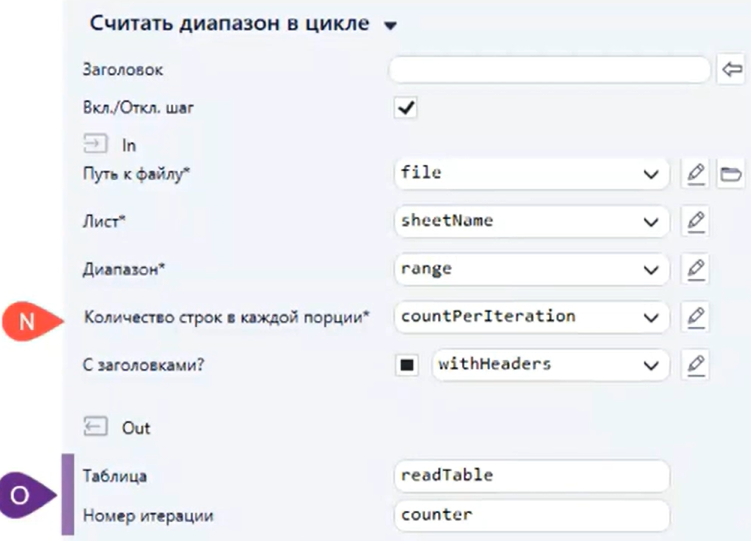 Считать диапазон в цикле
Заголовок
Вкл./Откл. шаг
In
Путь к файлу* file
Лист* sheetName
Диапазон* range
N Количество строк в каждой порции* countPerIteration
С заголовками? withHeaders
Out
Таблица readTable
O
Номер итерации counter